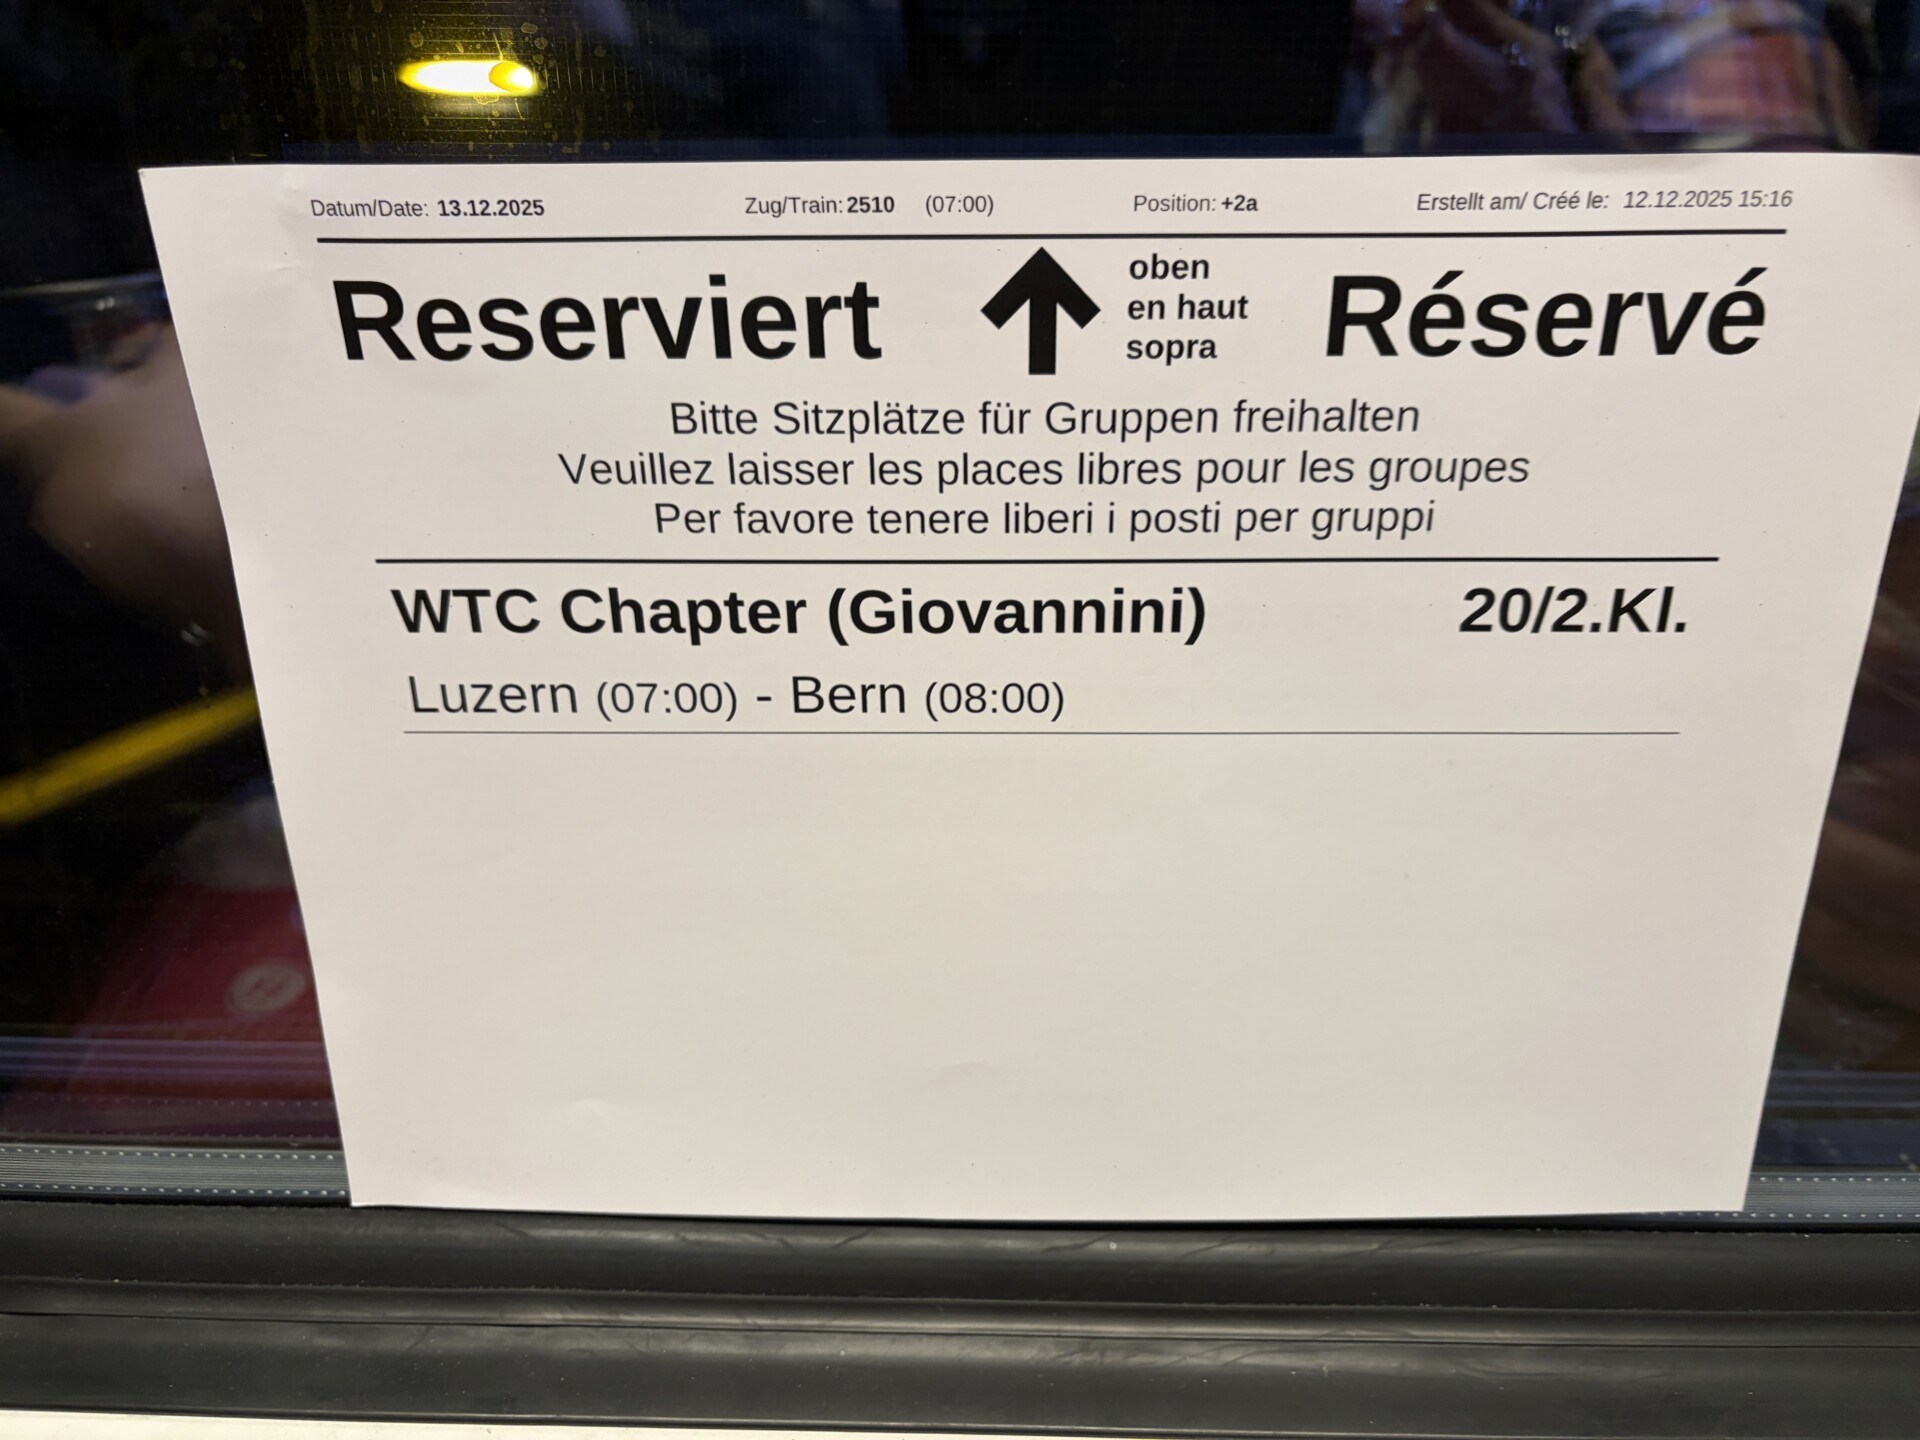 Datum/Date: 13.12.2025 Zug/Train: 2510 (07:00) Position: +2a Erstellt am/ Créé le: 12.12.2025 15:16
Reserviert
oben
en haut
sopra
Réservé
Bitte Sitzplätze für Gruppen freihalten
Veuillez laisser les places libres pour les groupes
Per favore tenere liberi i posti per gruppi
WTC Chapter (Giovannini) 20/2.Kl.
Luzern (07:00) - Bern (08:00)